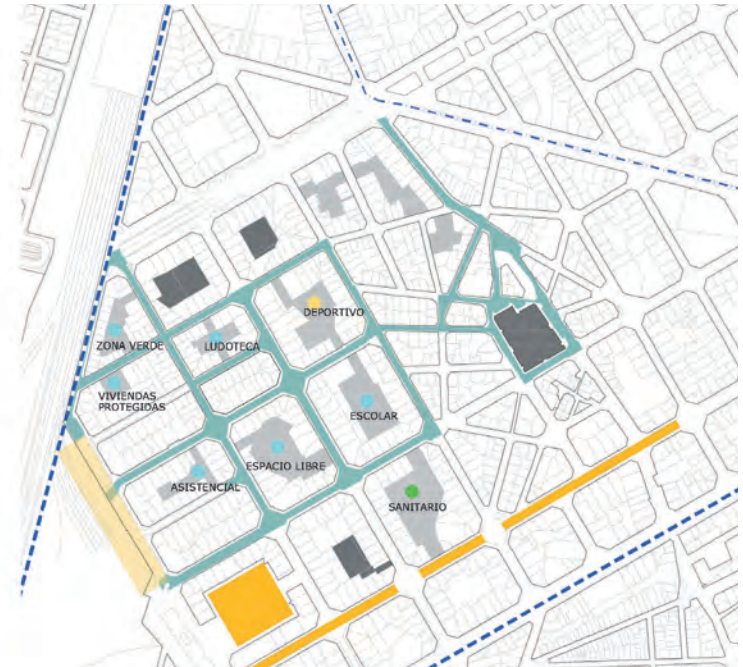 DEPORTIVO
ZONA VERDE
LUDOTECA
VIVIENDAS
PROTEGIDAS
ESCOLAR
ESPACIO LIBRE
ASISTENCIAL
SANITARIO